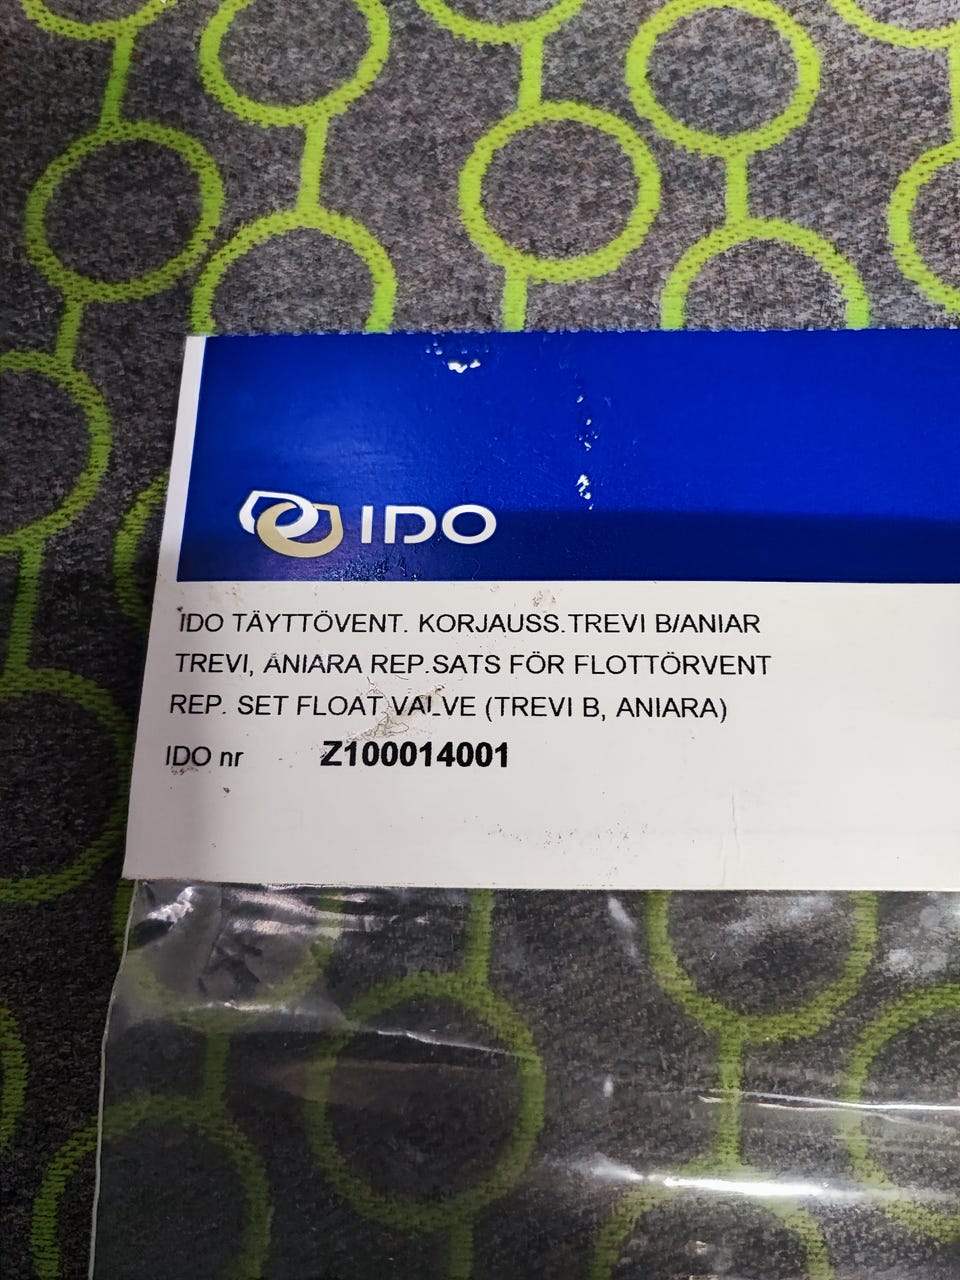 IDO
IDO TÄYTTÖVENT. KORJAUSS.TREVI B/ANIAR
TREVI, ANIARA REP.SATS FÖR FLOTTÖRVENT
REP. SET FLOAT VALVE (TREVI B, ANIARA)
IDO nr Z100014001